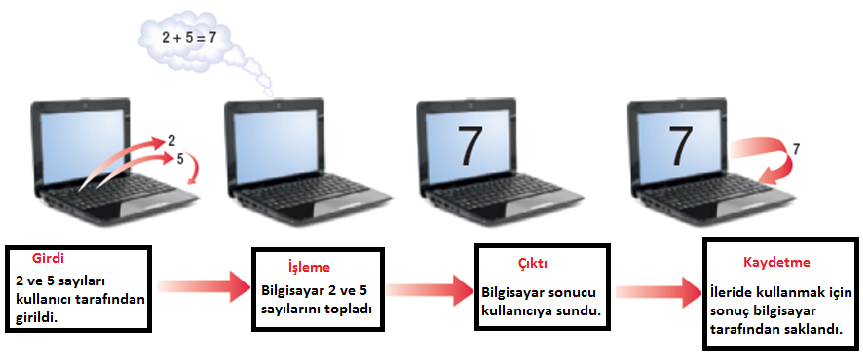 2 + 5 = 7
2
5
7
7
7
Girdi
2 ve 5 sayıları
kullanıcı tarafından
girildi.
İşleme
Bilgisayar 2 ve 5
sayılarını topladı
Çıktı
Bilgisayar sonucu
kullanıcıya sundu.
Kaydetme
İleride kullanmak için
sonuç bilgisayar
tarafından saklandı.